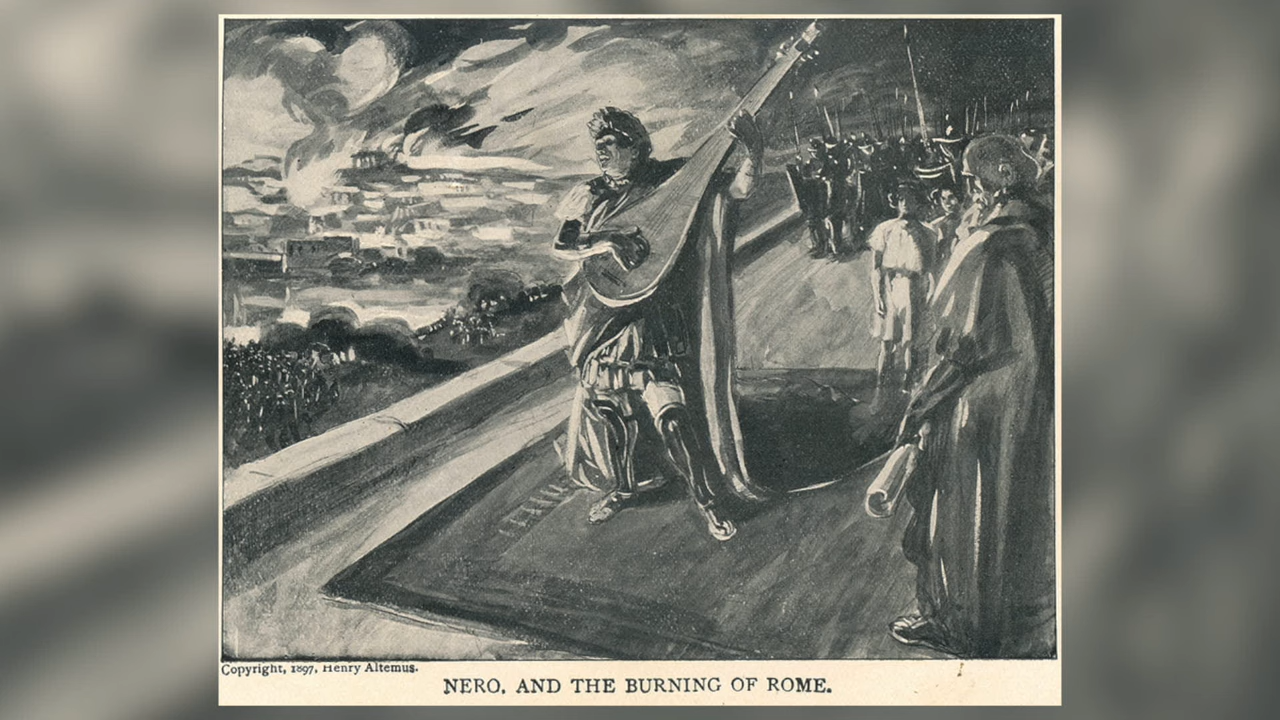 Copyright, 1897, Henry Altemus.
NERO, AND THE BURNING OF ROME.